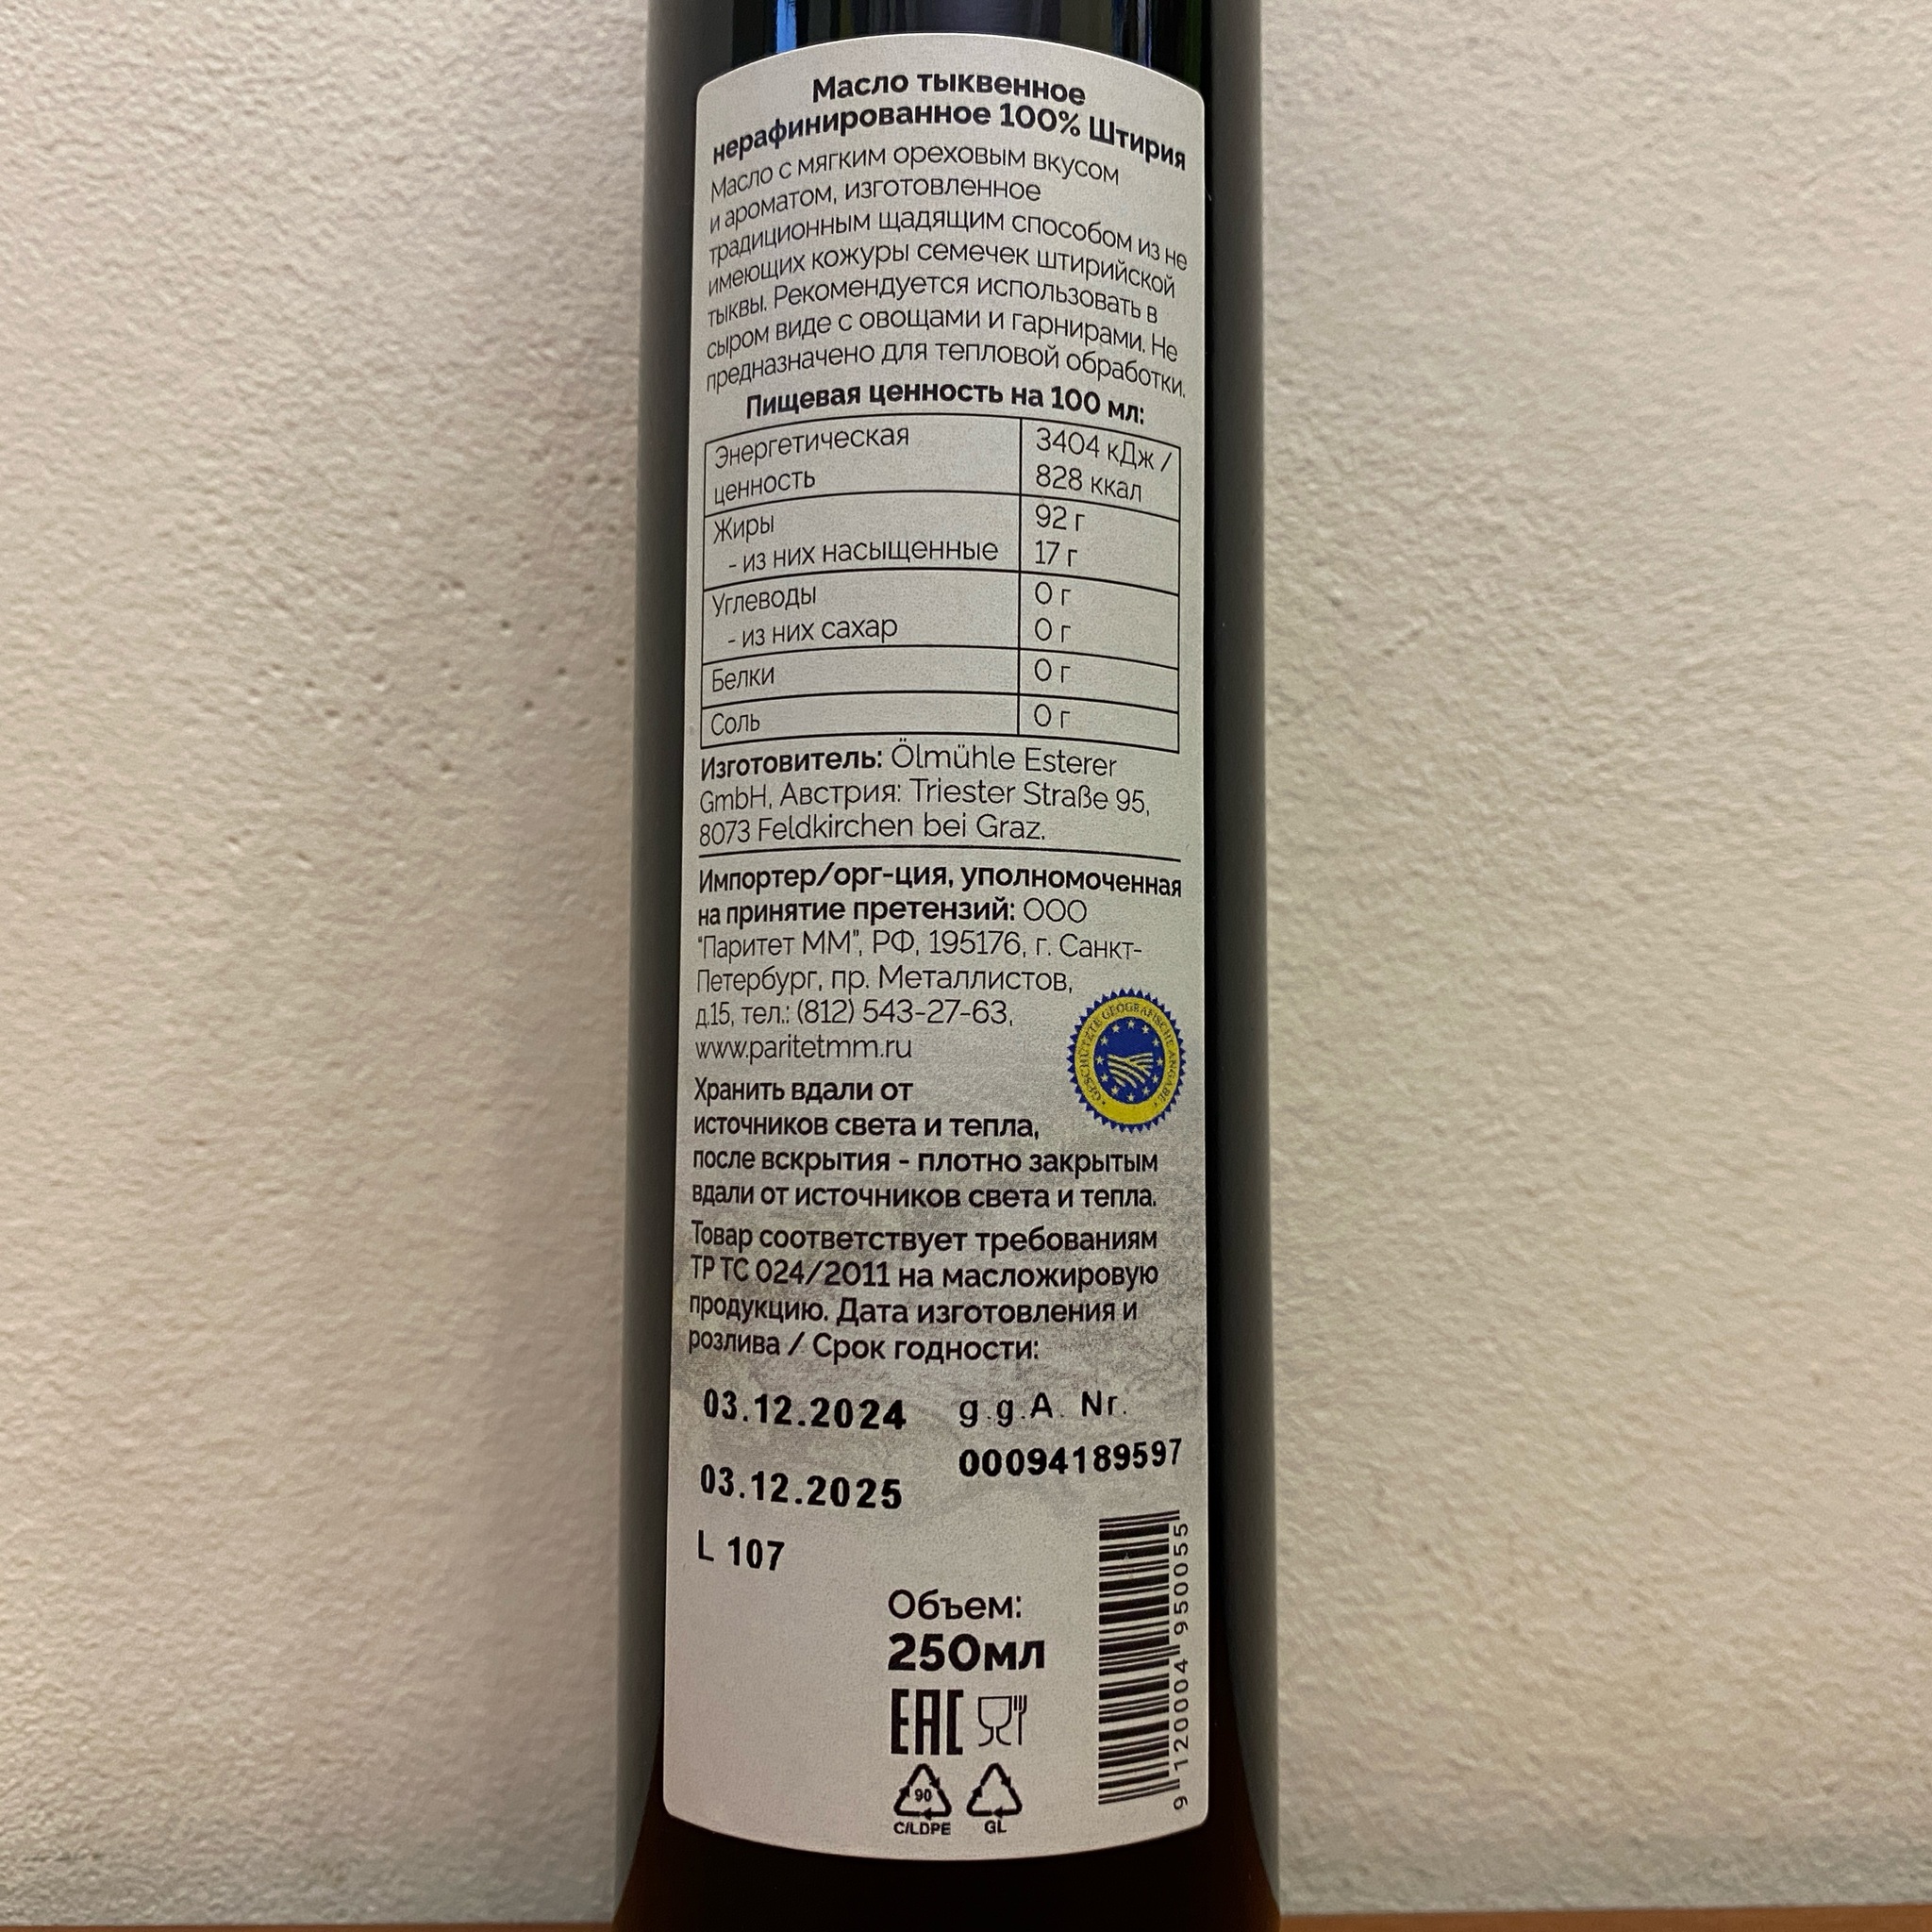 Масло тыквенное
нерафинированное 100% Штирия
Масло с мягким ореховым вкусом
и ароматом, изготовленное
традиционным щадящим способом из не
имеющих кожуры семечек штирийской
тыквы. Рекомендуется использовать в
сыром виде с овощами и гарнирами. Не
предназначено для тепловой обработки.
Пищевая ценность на 100 мл:
Энергетическая ценность 3404 кДж / 828 ккал
Жиры 92 г
- из них насыщенные 17 г
Углеводы 0 г
- из них сахар 0 г
Белки 0 г
Соль 0 г
Изготовитель: Ölmühle Esterer
GmbH, Австрия: Triester Straße 95,
8073 Feldkirchen bei Graz.
Импортер/орг-ция, уполномоченная
на принятие претензий: ООО
"Паритет ММ", РФ, 195176, г. Санкт-
Петербург, пр. Металлистов,
д.15, тел.: (812) 543-27-63,
www.paritetmm.ru
GESCHÜTZTE GEOGRAFISCHE ANGABE
Хранить вдали от
источников света и тепла,
после вскрытия - плотно закрытым
вдали от источников света и тепла.
Товар соответствует требованиям
ТР ТС 024/2011 на масложировую
продукцию. Дата изготовления и
розлива / Срок годности:
03.12.2024 g.g.A. Nr.
00094189597
03.12.2025
L 107
Объем:
250мл
EAC
90
C/LDPE GL
9 120004 950055